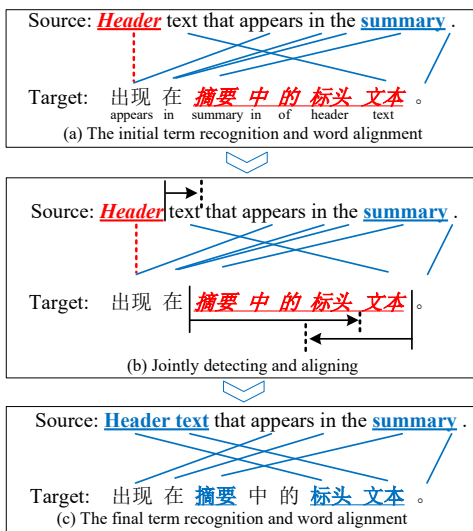 Source: Header text that appears in the summary .
Target: 出现 在 摘要 中 的 标头 文本 。
appears in summary in of header text
(a) The initial term recognition and word alignment
Source: Header text that appears in the summary .
Target: 出现 在 摘要 中 的 标头 文本 。
(b) Jointly detecting and aligning
Source: Header text that appears in the summary .
Target: 出现 在 摘要 中 的 标头 文本 。
(c) The final term recognition and word alignment